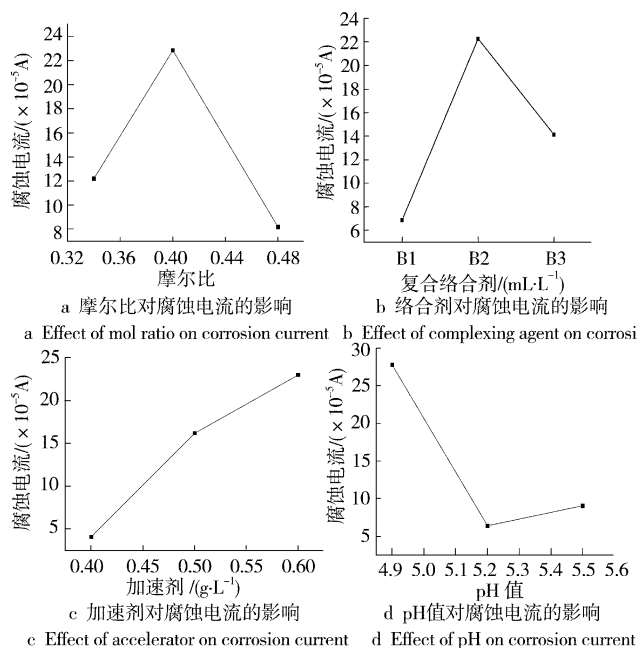 24
22
20
18
16
14
12
10
8
腐蚀电流/(×10⁻⁵A)
0.32 0.36 0.40 0.44 0.48
摩尔比
a 摩尔比对腐蚀电流的影响
a Effect of mol ratio on corrosion current
24
22
20
18
16
14
12
10
8
6
腐蚀电流/(×10⁻⁵A)
B1 B2 B3
复合络合剂/(mL·L⁻¹)
b 络合剂对腐蚀电流的影响
b Effect of complexing agent on corrosi
25
20
15
10
5
腐蚀电流/(×10⁻⁵A)
0.40 0.45 0.50 0.55 0.60
加速剂/(g·L⁻¹)
c 加速剂对腐蚀电流的影响
c Effect of accelerator on corrosion current
30
25
20
15
10
5
腐蚀电流/(×10⁻⁵A)
4.9 5.0 5.1 5.2 5.3 5.4 5.5 5.6
pH 值
d pH值对腐蚀电流的影响
d Effect of pH on corrosion current